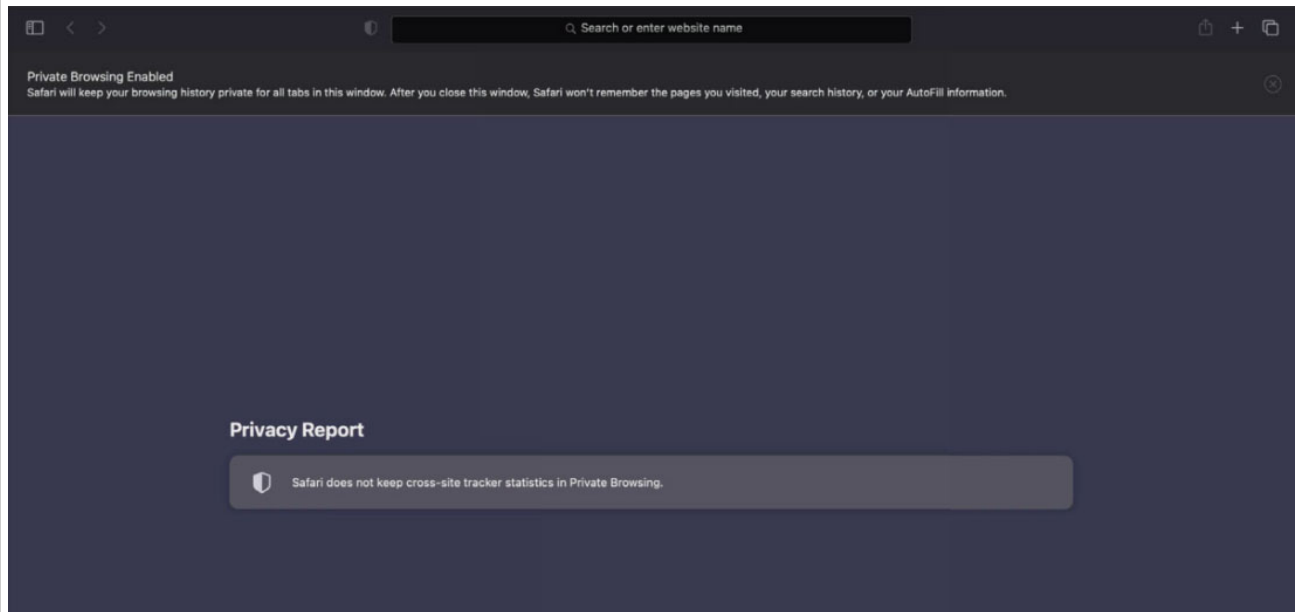 Search or enter website name
Private Browsing Enabled
Safari will keep your browsing history private for all tabs in this window. After you close this window, Safari won't remember the pages you visited, your search history, or your AutoFill information.
Privacy Report
Safari does not keep cross-site tracker statistics in Private Browsing.